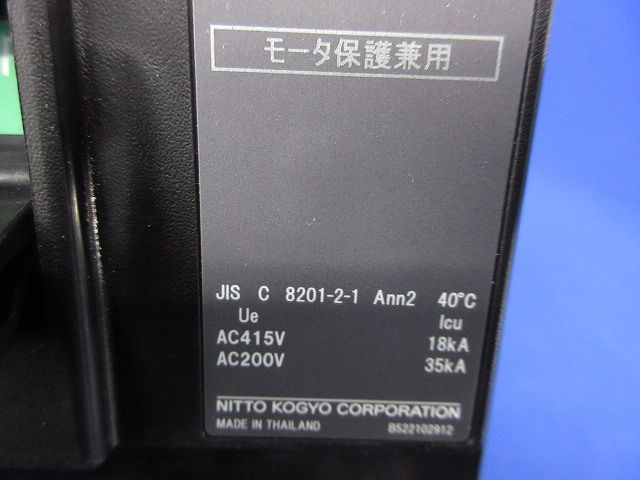 モータ保護兼用
JIS C 8201-2-1 Ann2 40℃
Ue Icu
AC415V 18kA
AC200V 35kA
NITTO KOGYO CORPORATION
MADE IN THAILAND B522102912